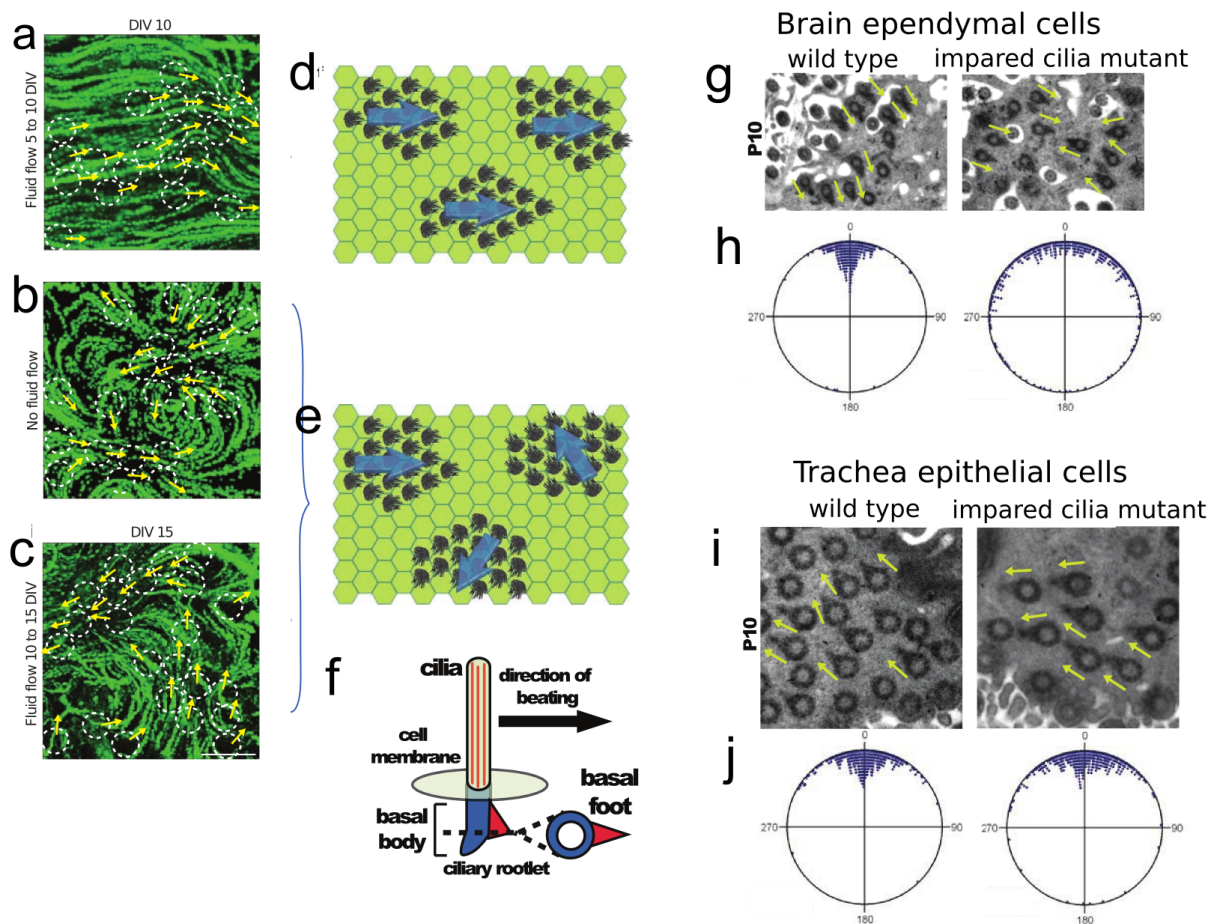 a
DIV 10
Fluid flow 5 to 10 DIV
b
No fluid flow
c
DIV 15
Fluid flow 10 to 15 DIV
d
e
f
cilia
direction of
beating
cell
membrane
basal
foot
basal
body
ciliary rootlet
Brain ependymal cells
wild type
impared cilia mutant
g
P10
h
0
270
90
180
0
270
90
180
Trachea epithelial cells
wild type
impared cilia mutant
i
P10
j
0
270
90
180
0
270
90
180